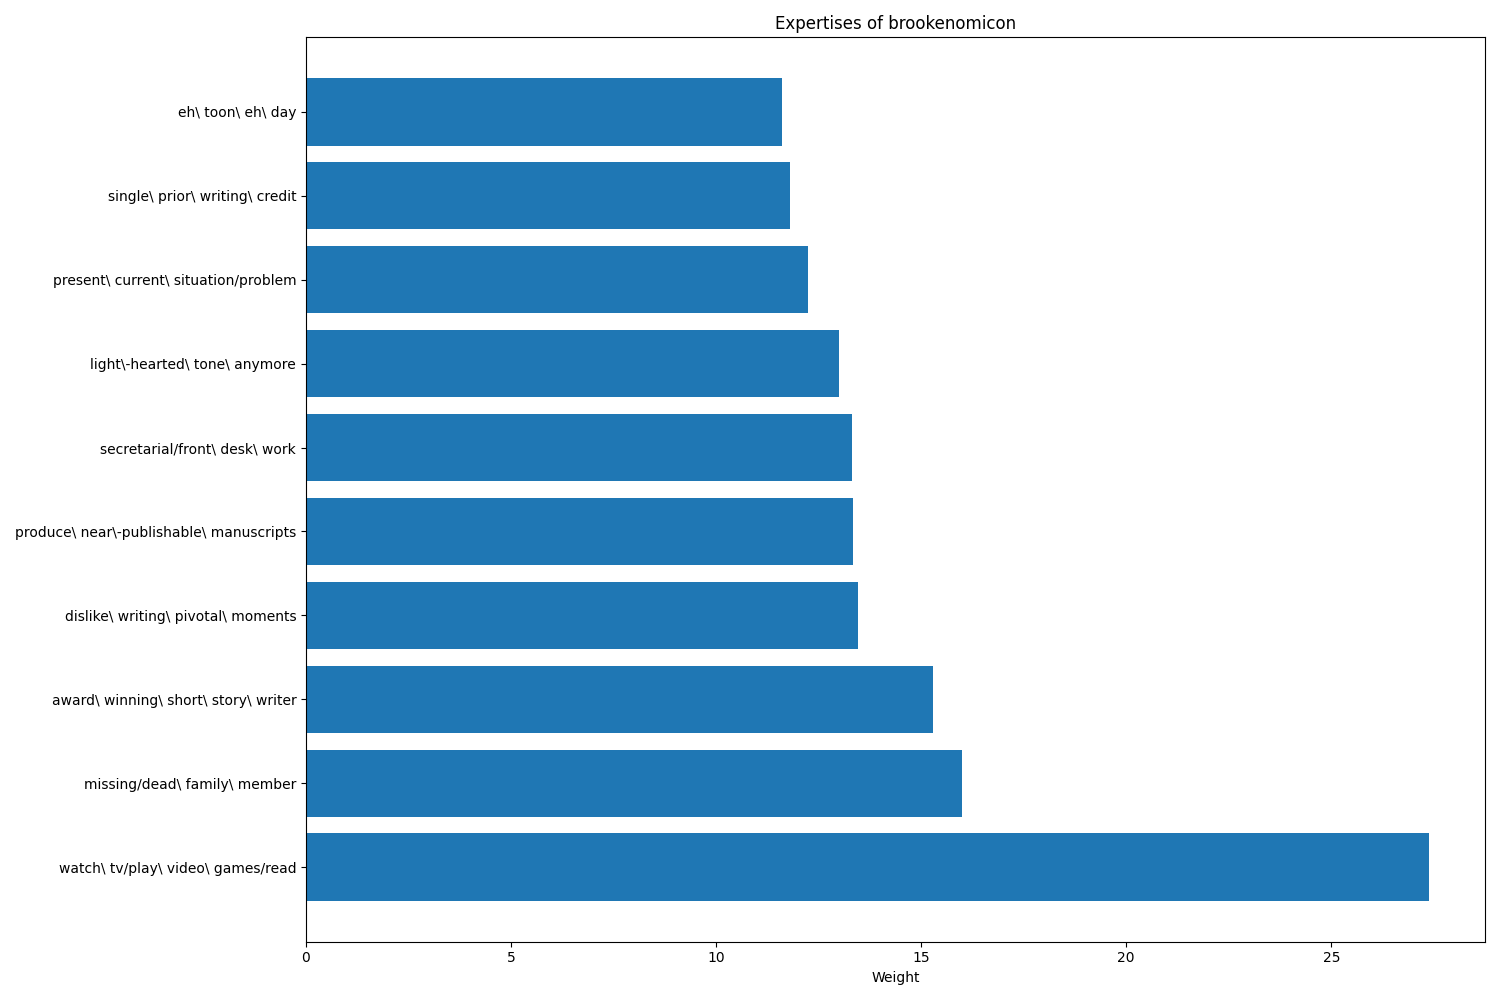 Expertises of brookenomicon
eh\ toon\ eh\ day
single\ prior\ writing\ credit
present\ current\ situation/problem
light\-hearted\ tone\ anymore
secretarial/front\ desk\ work
produce\ near\-publishable\ manuscripts
dislike\ writing\ pivotal\ moments
award\ winning\ short\ story\ writer
missing/dead\ family\ member
watch\ tv/play\ video\ games/read
0 5 10 15 20 25
Weight